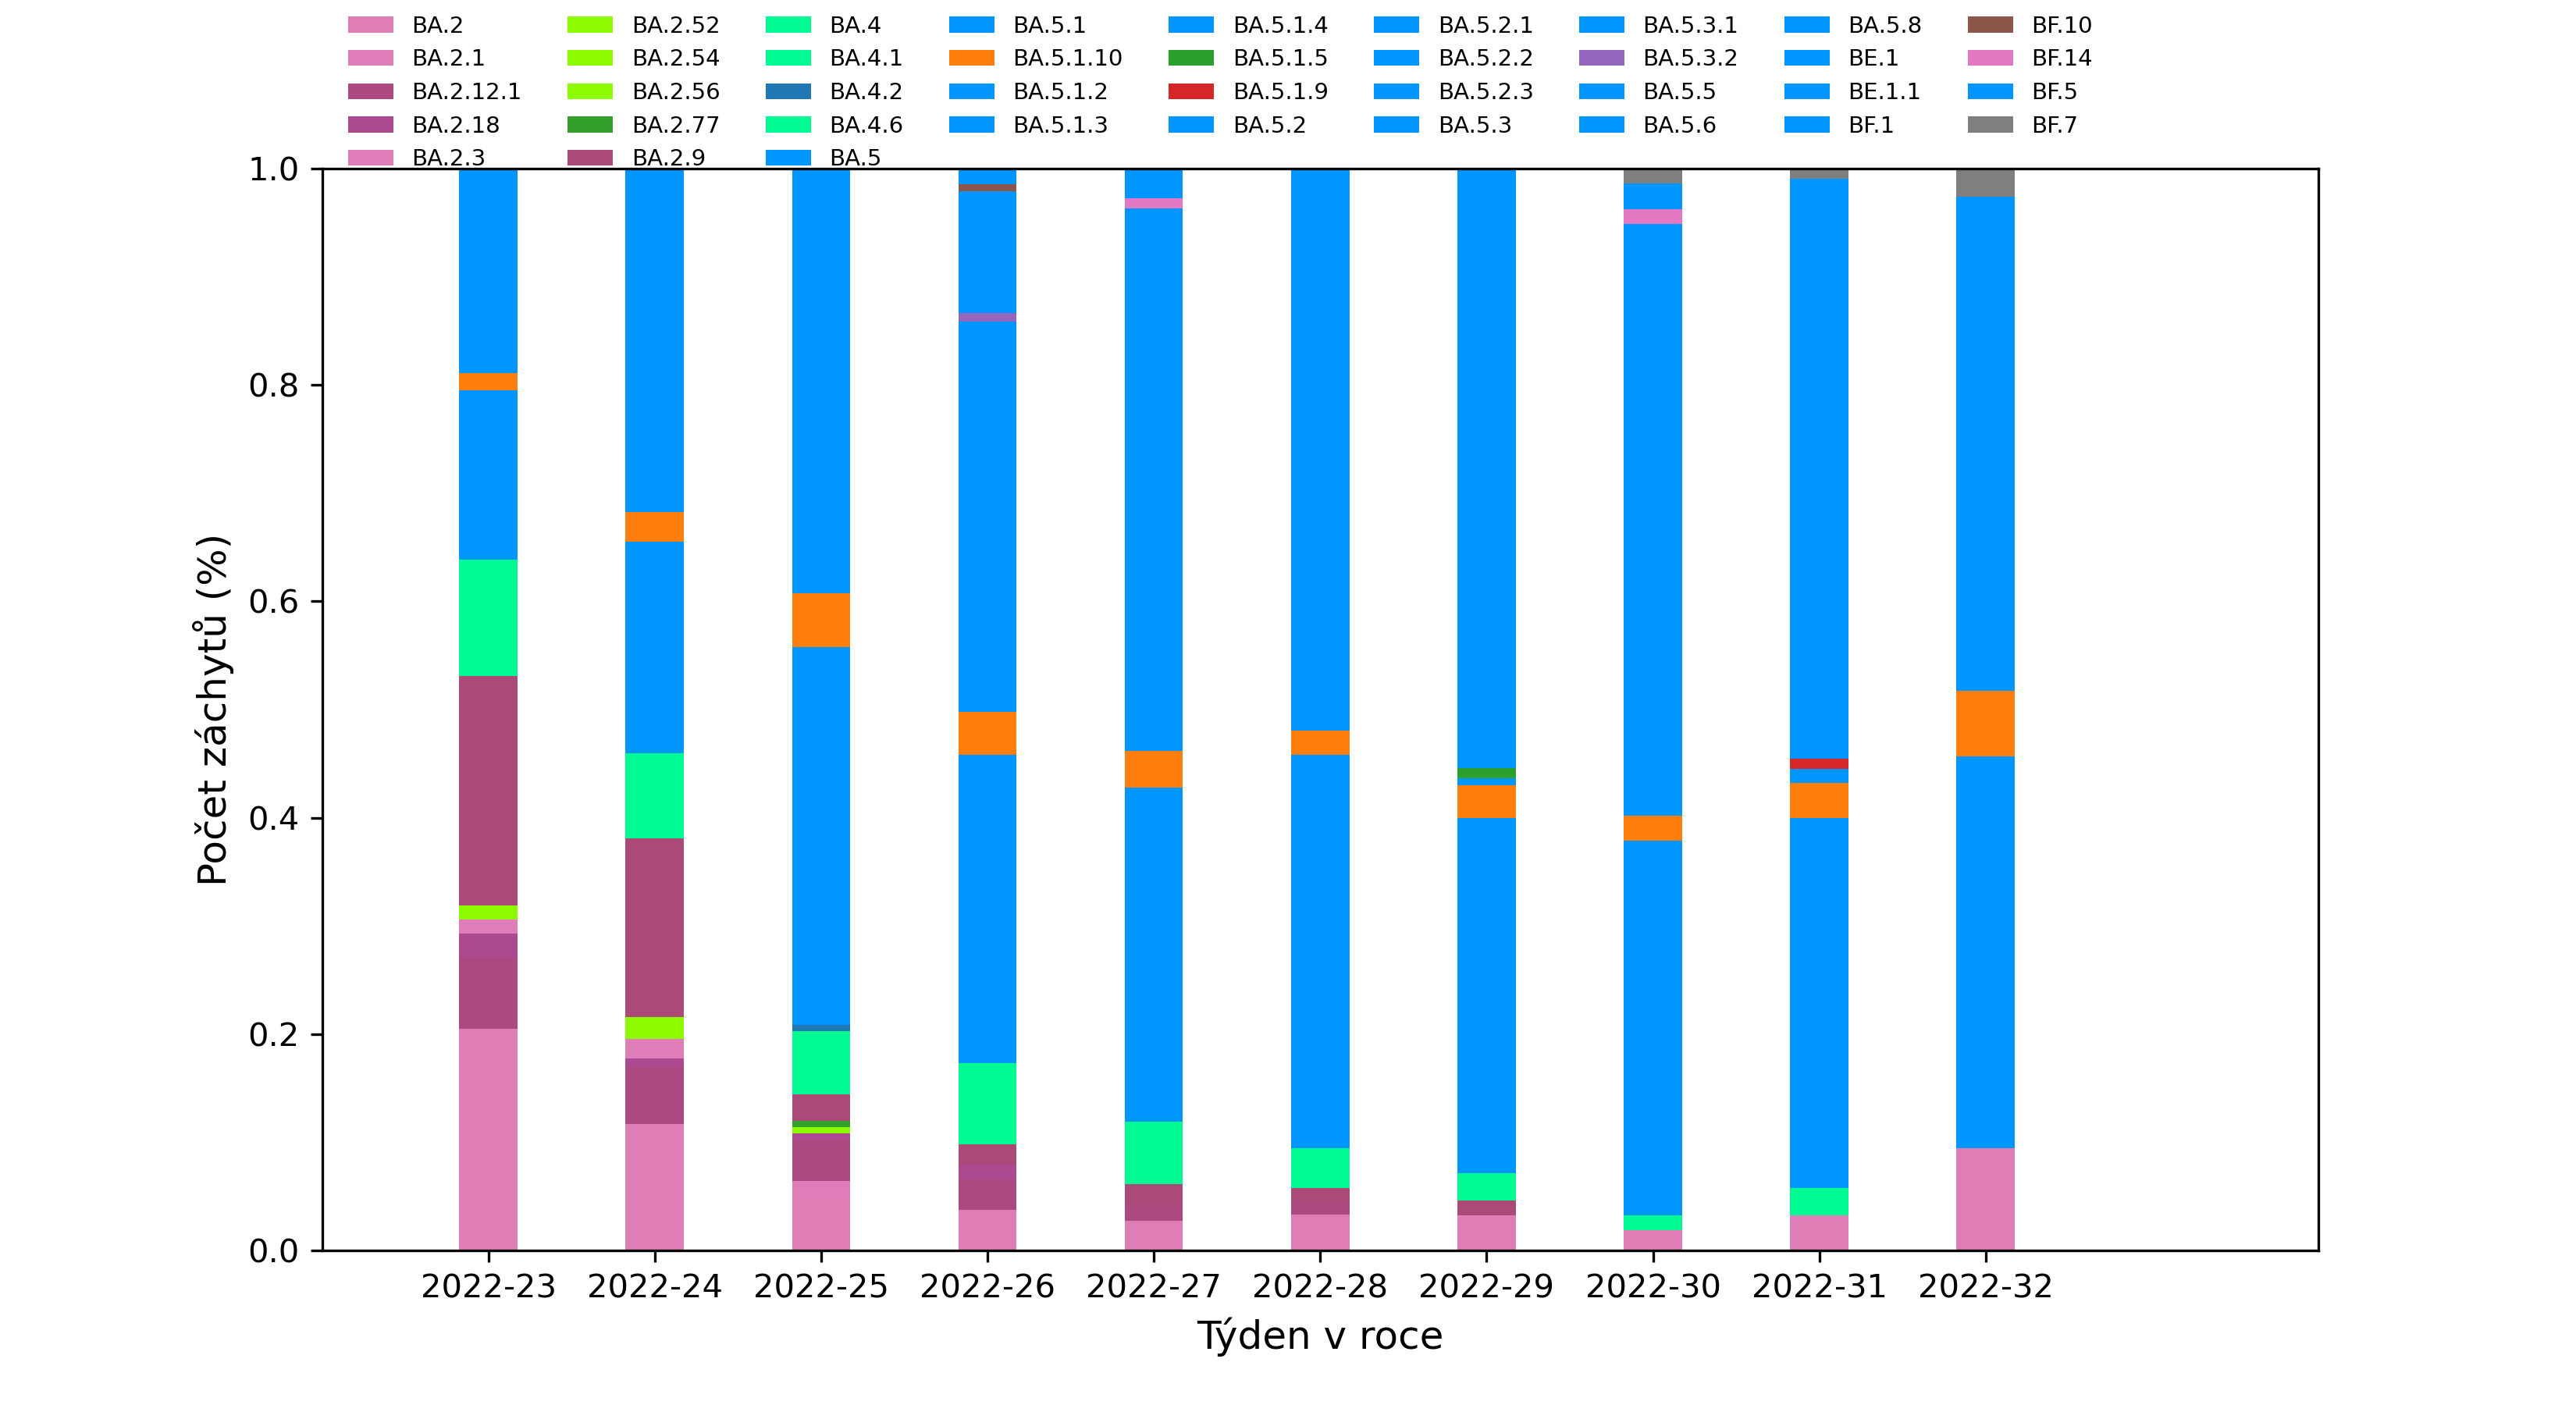 BA.2 BA.2.52 BA.4 BA.5.1 BA.5.1.4 BA.5.2.1 BA.5.3.1 BA.5.8 BF.10
BA.2.1 BA.2.54 BA.4.1 BA.5.1.10 BA.5.1.5 BA.5.2.2 BA.5.3.2 BE.1 BF.14
BA.2.12.1 BA.2.56 BA.4.2 BA.5.1.2 BA.5.1.9 BA.5.2.3 BA.5.5 BE.1.1 BF.5
BA.2.18 BA.2.77 BA.4.6 BA.5.1.3 BA.5.2 BA.5.3 BA.5.6 BF.1 BF.7
BA.2.3 BA.2.9 BA.5
1.0
0.8
0.6
0.4
0.2
0.0
Počet záchytů (%)
2022-23 2022-24 2022-25 2022-26 2022-27 2022-28 2022-29 2022-30 2022-31 2022-32
Týden v roce